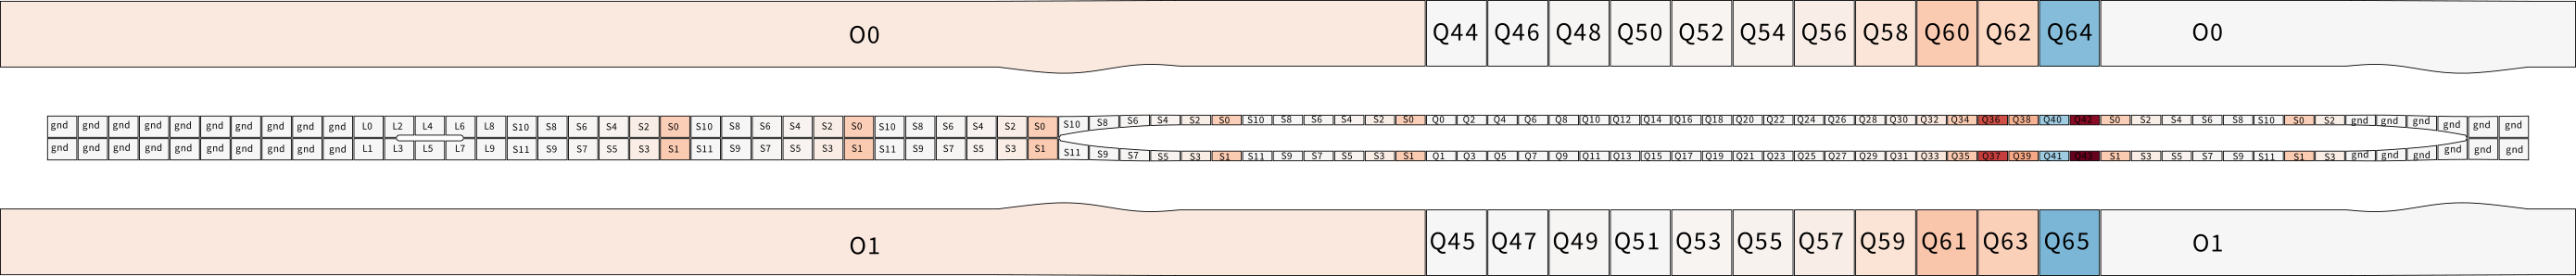 O0 Q44 Q46 Q48 Q50 Q52 Q54 Q56 Q58 Q60 Q62 Q64 O0
gnd gnd gnd gnd gnd gnd gnd gnd gnd gnd L0 L2 L4 L6 L8 S10 S8 S6 S4 S2 S0 S10 S8 S6 S4 S2 S0 S10 S8 S6 S4 S2 S0 S10 S8 S6 S4 S2 S0 S10 S8 S6 S4 S2 S0 Q0 Q2 Q4 Q6 Q8 Q10 Q12 Q14 Q16 Q18 Q20 Q22 Q24 Q26 Q28 Q30 Q32 Q34 Q36 Q38 Q40 Q42 S0 S2 S4 S6 S8 S10 S0 S2 gnd gnd gnd gnd gnd gnd
gnd gnd gnd gnd gnd gnd gnd gnd gnd gnd L1 L3 L5 L7 L9 S11 S9 S7 S5 S3 S1 S11 S9 S7 S5 S3 S1 S11 S9 S7 S5 S3 S1 S11 S9 S7 S5 S3 S1 S11 S9 S7 S5 S3 S1 Q1 Q3 Q5 Q7 Q9 Q11 Q13 Q15 Q17 Q19 Q21 Q23 Q25 Q27 Q29 Q31 Q33 Q35 Q37 Q39 Q41 Q43 S1 S3 S5 S7 S9 S11 S1 S3 gnd gnd gnd gnd gnd gnd
O1 Q45 Q47 Q49 Q51 Q53 Q55 Q57 Q59 Q61 Q63 Q65 O1